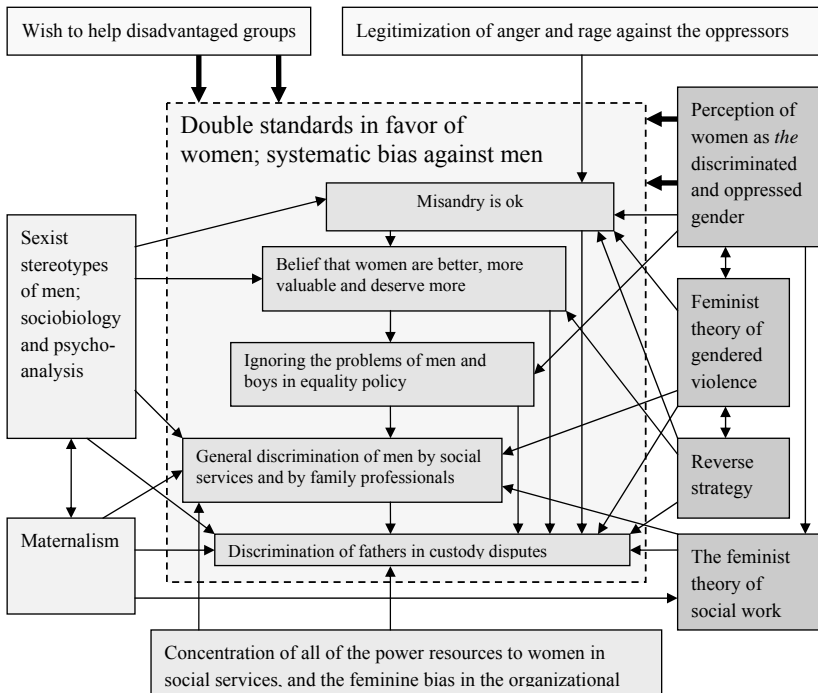 Wish to help disadvantaged groups
Legitimization of anger and rage against the oppressors
Double standards in favor of
women; systematic bias against men
Perception of
women as the
discriminated
and oppressed
gender
Misandry is ok
Sexist
stereotypes
of men;
sociobiology
and psycho-
analysis
Belief that women are better, more
valuable and deserve more
Feminist
theory of
gendered
violence
Ignoring the problems of men and
boys in equality policy
General discrimination of men by social
services and by family professionals
Reverse
strategy
Maternalism
Discrimination of fathers in custody disputes
The feminist
theory of
social work
Concentration of all of the power resources to women in
social services, and the feminine bias in the organizational